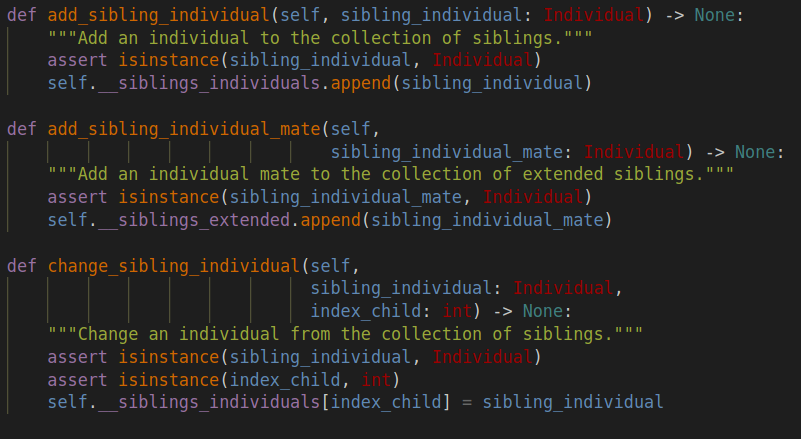 def add_sibling_individual(self, sibling_individual: Individual) -> None:
    """Add an individual to the collection of siblings."""
    assert isinstance(sibling_individual, Individual)
    self.__siblings_individuals.append(sibling_individual)

def add_sibling_individual_mate(self,
                                sibling_individual_mate: Individual) -> None:
    """Add an individual mate to the collection of extended siblings."""
    assert isinstance(sibling_individual_mate, Individual)
    self.__siblings_extended.append(sibling_individual_mate)

def change_sibling_individual(self,
                              sibling_individual: Individual,
                              index_child: int) -> None:
    """Change an individual from the collection of siblings."""
    assert isinstance(sibling_individual, Individual)
    assert isinstance(index_child, int)
    self.__siblings_individuals[index_child] = sibling_individual